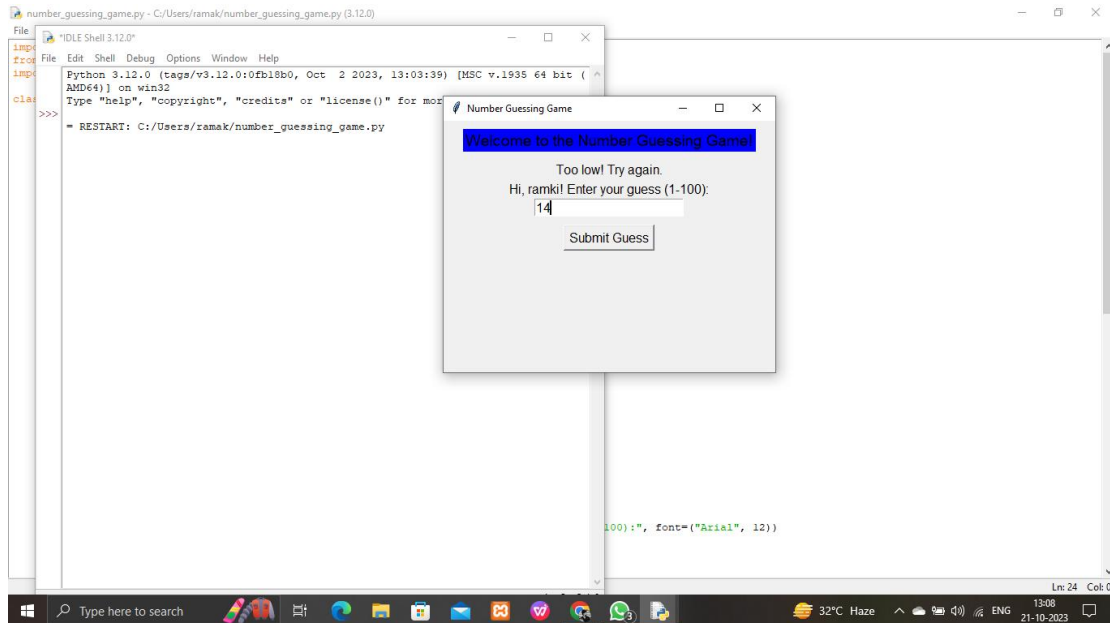 number_guessing_game.py - C:/Users/ramak/number_guessing_game.py (3.12.0)
File
impo
from
impo
clas
*IDLE Shell 3.12.0*
File Edit Shell Debug Options Window Help
Python 3.12.0 (tags/v3.12.0:0fb18b0, Oct 2 2023, 13:03:39) [MSC v.1935 64 bit (
AMD64)] on win32
Type "help", "copyright", "credits" or "license()" for mor
>>>
= RESTART: C:/Users/ramak/number_guessing_game.py
Number Guessing Game
Welcome to the Number Guessing Game!
Too low! Try again.
Hi, ramki! Enter your guess (1-100):
14
Submit Guess
100):", font=("Arial", 12))
Ln: 24 Col: 0
Type here to search
3
32°C Haze
ENG
13:08
21-10-2023